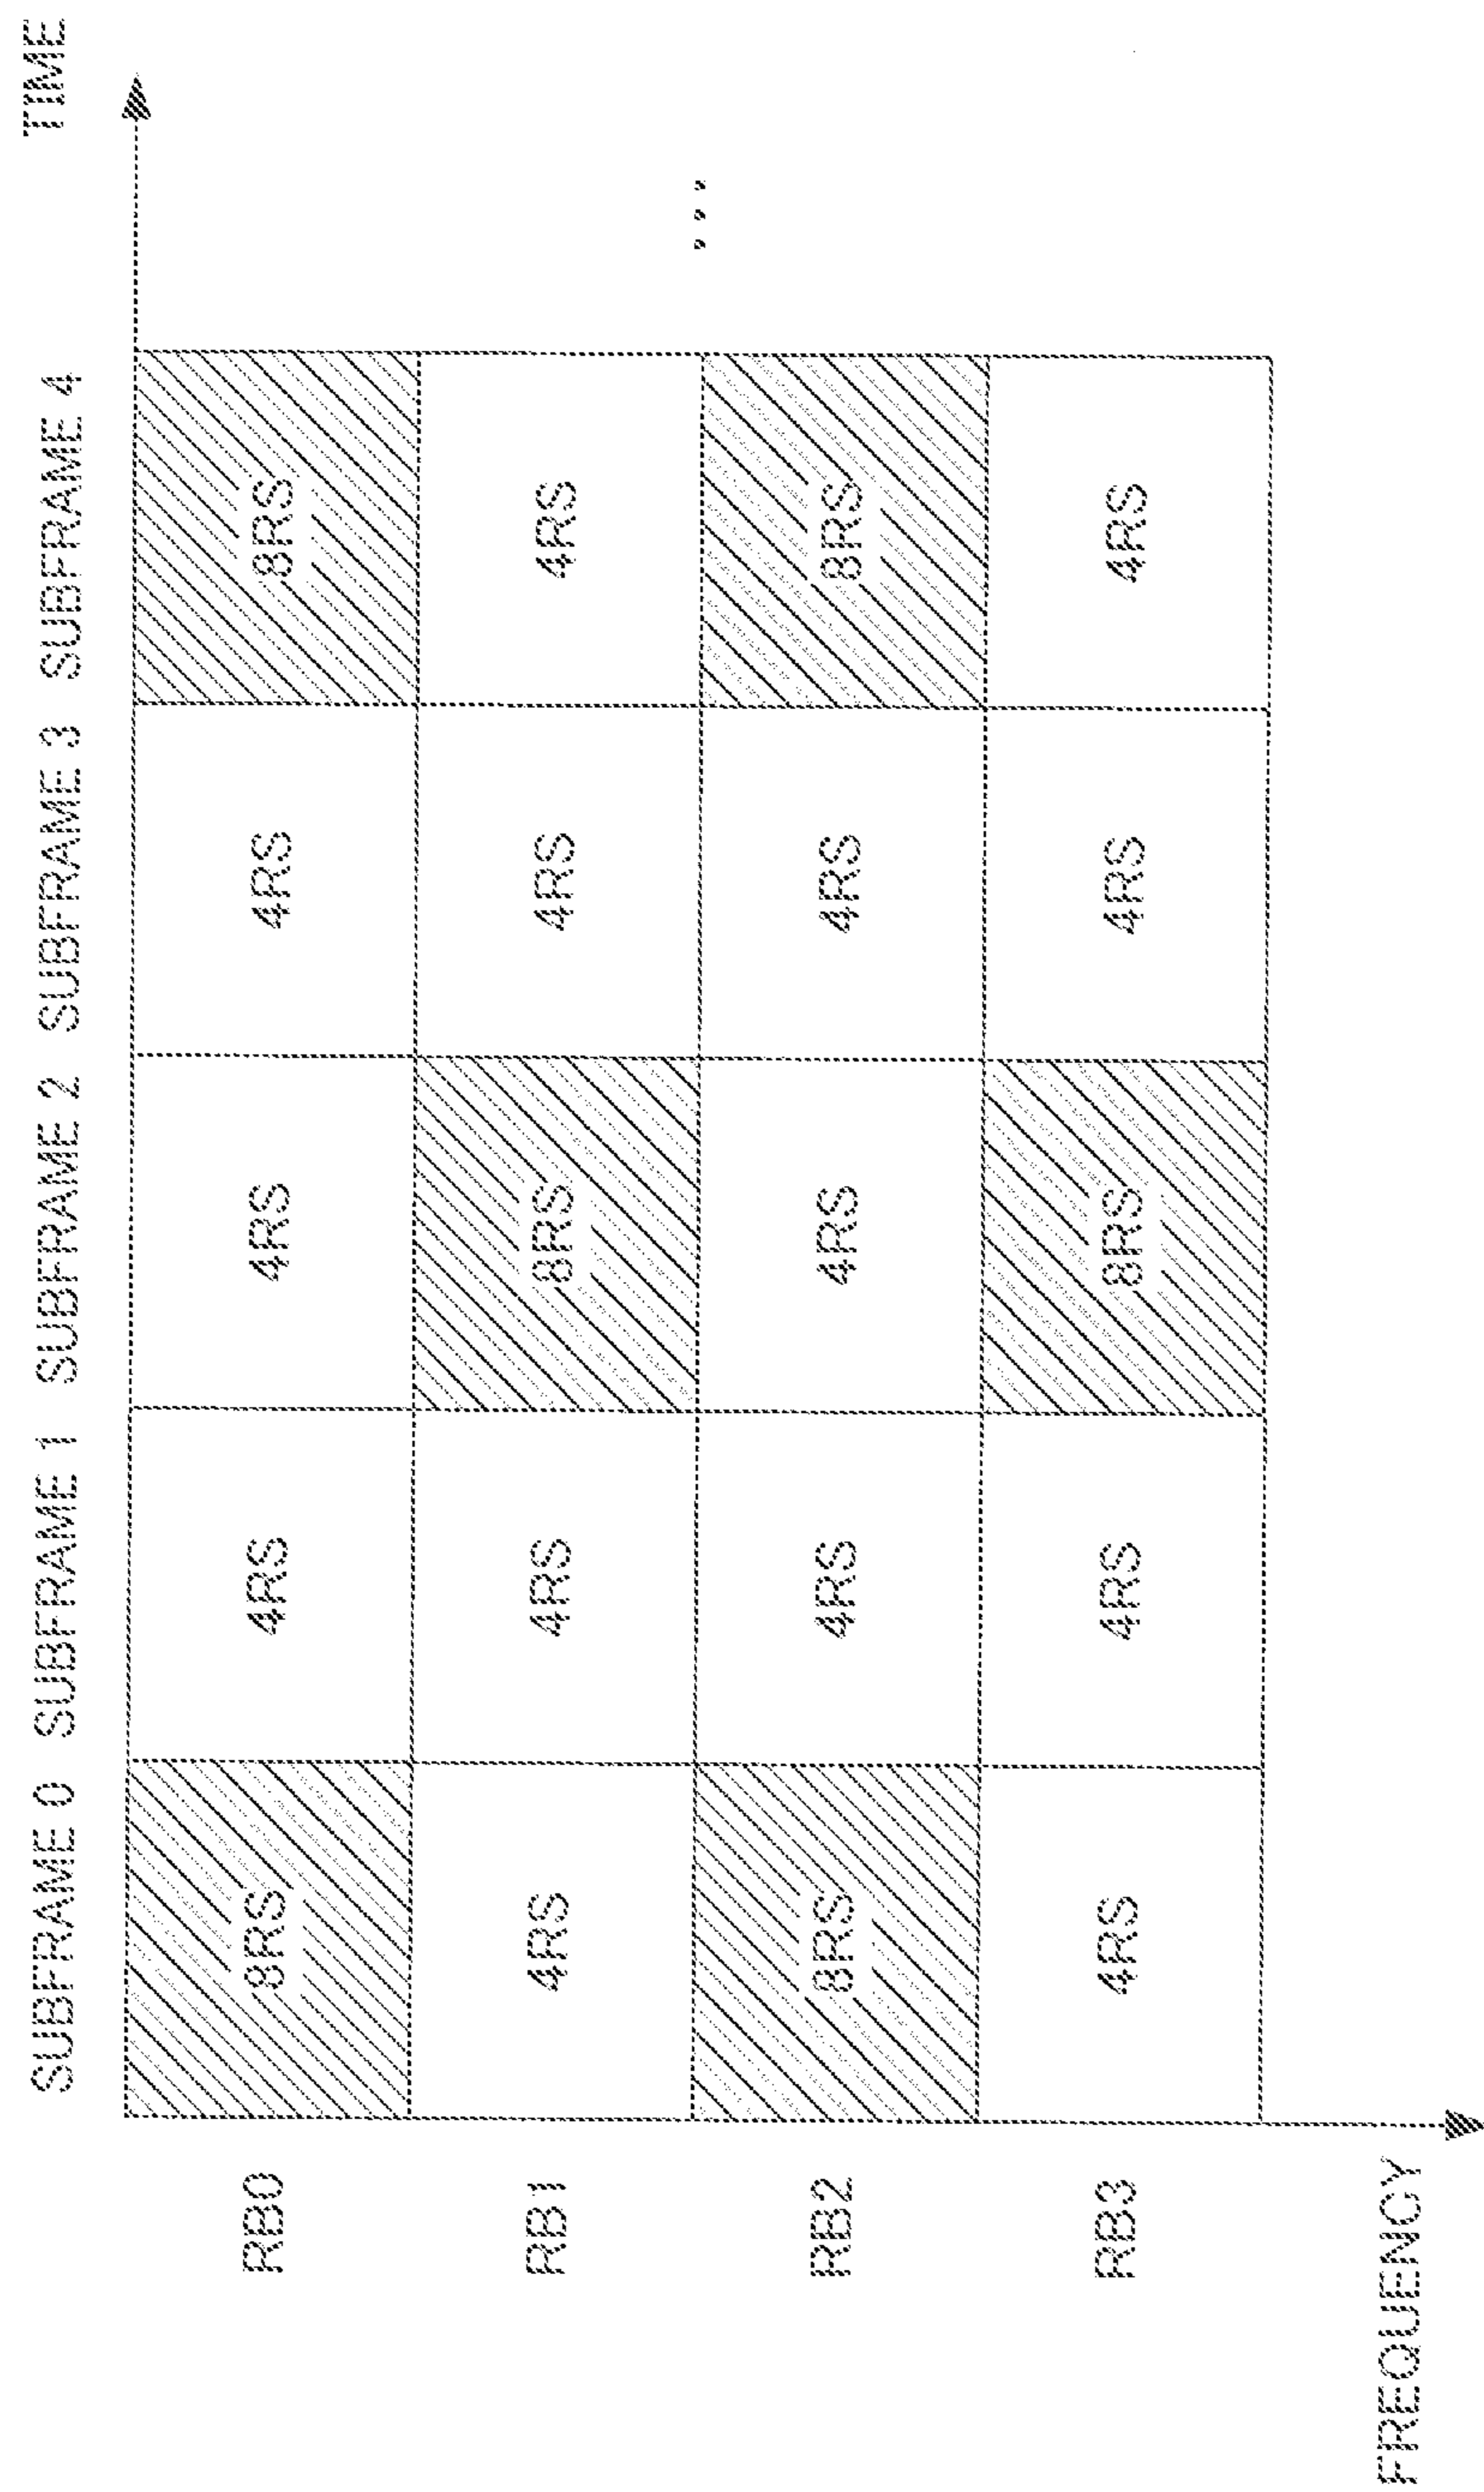 TIME
SUBFRAME 0 SUBFRAME 1 SUBFRAME 2 SUBFRAME 3 SUBFRAME 4
RB0 8RS 4RS 4RS 4RS 8RS
RB1 4RS 4RS 8RS 4RS 4RS
...
RB2 8RS 4RS 4RS 4RS 8RS
RB3 4RS 4RS 8RS 4RS 4RS
FREQUENCY